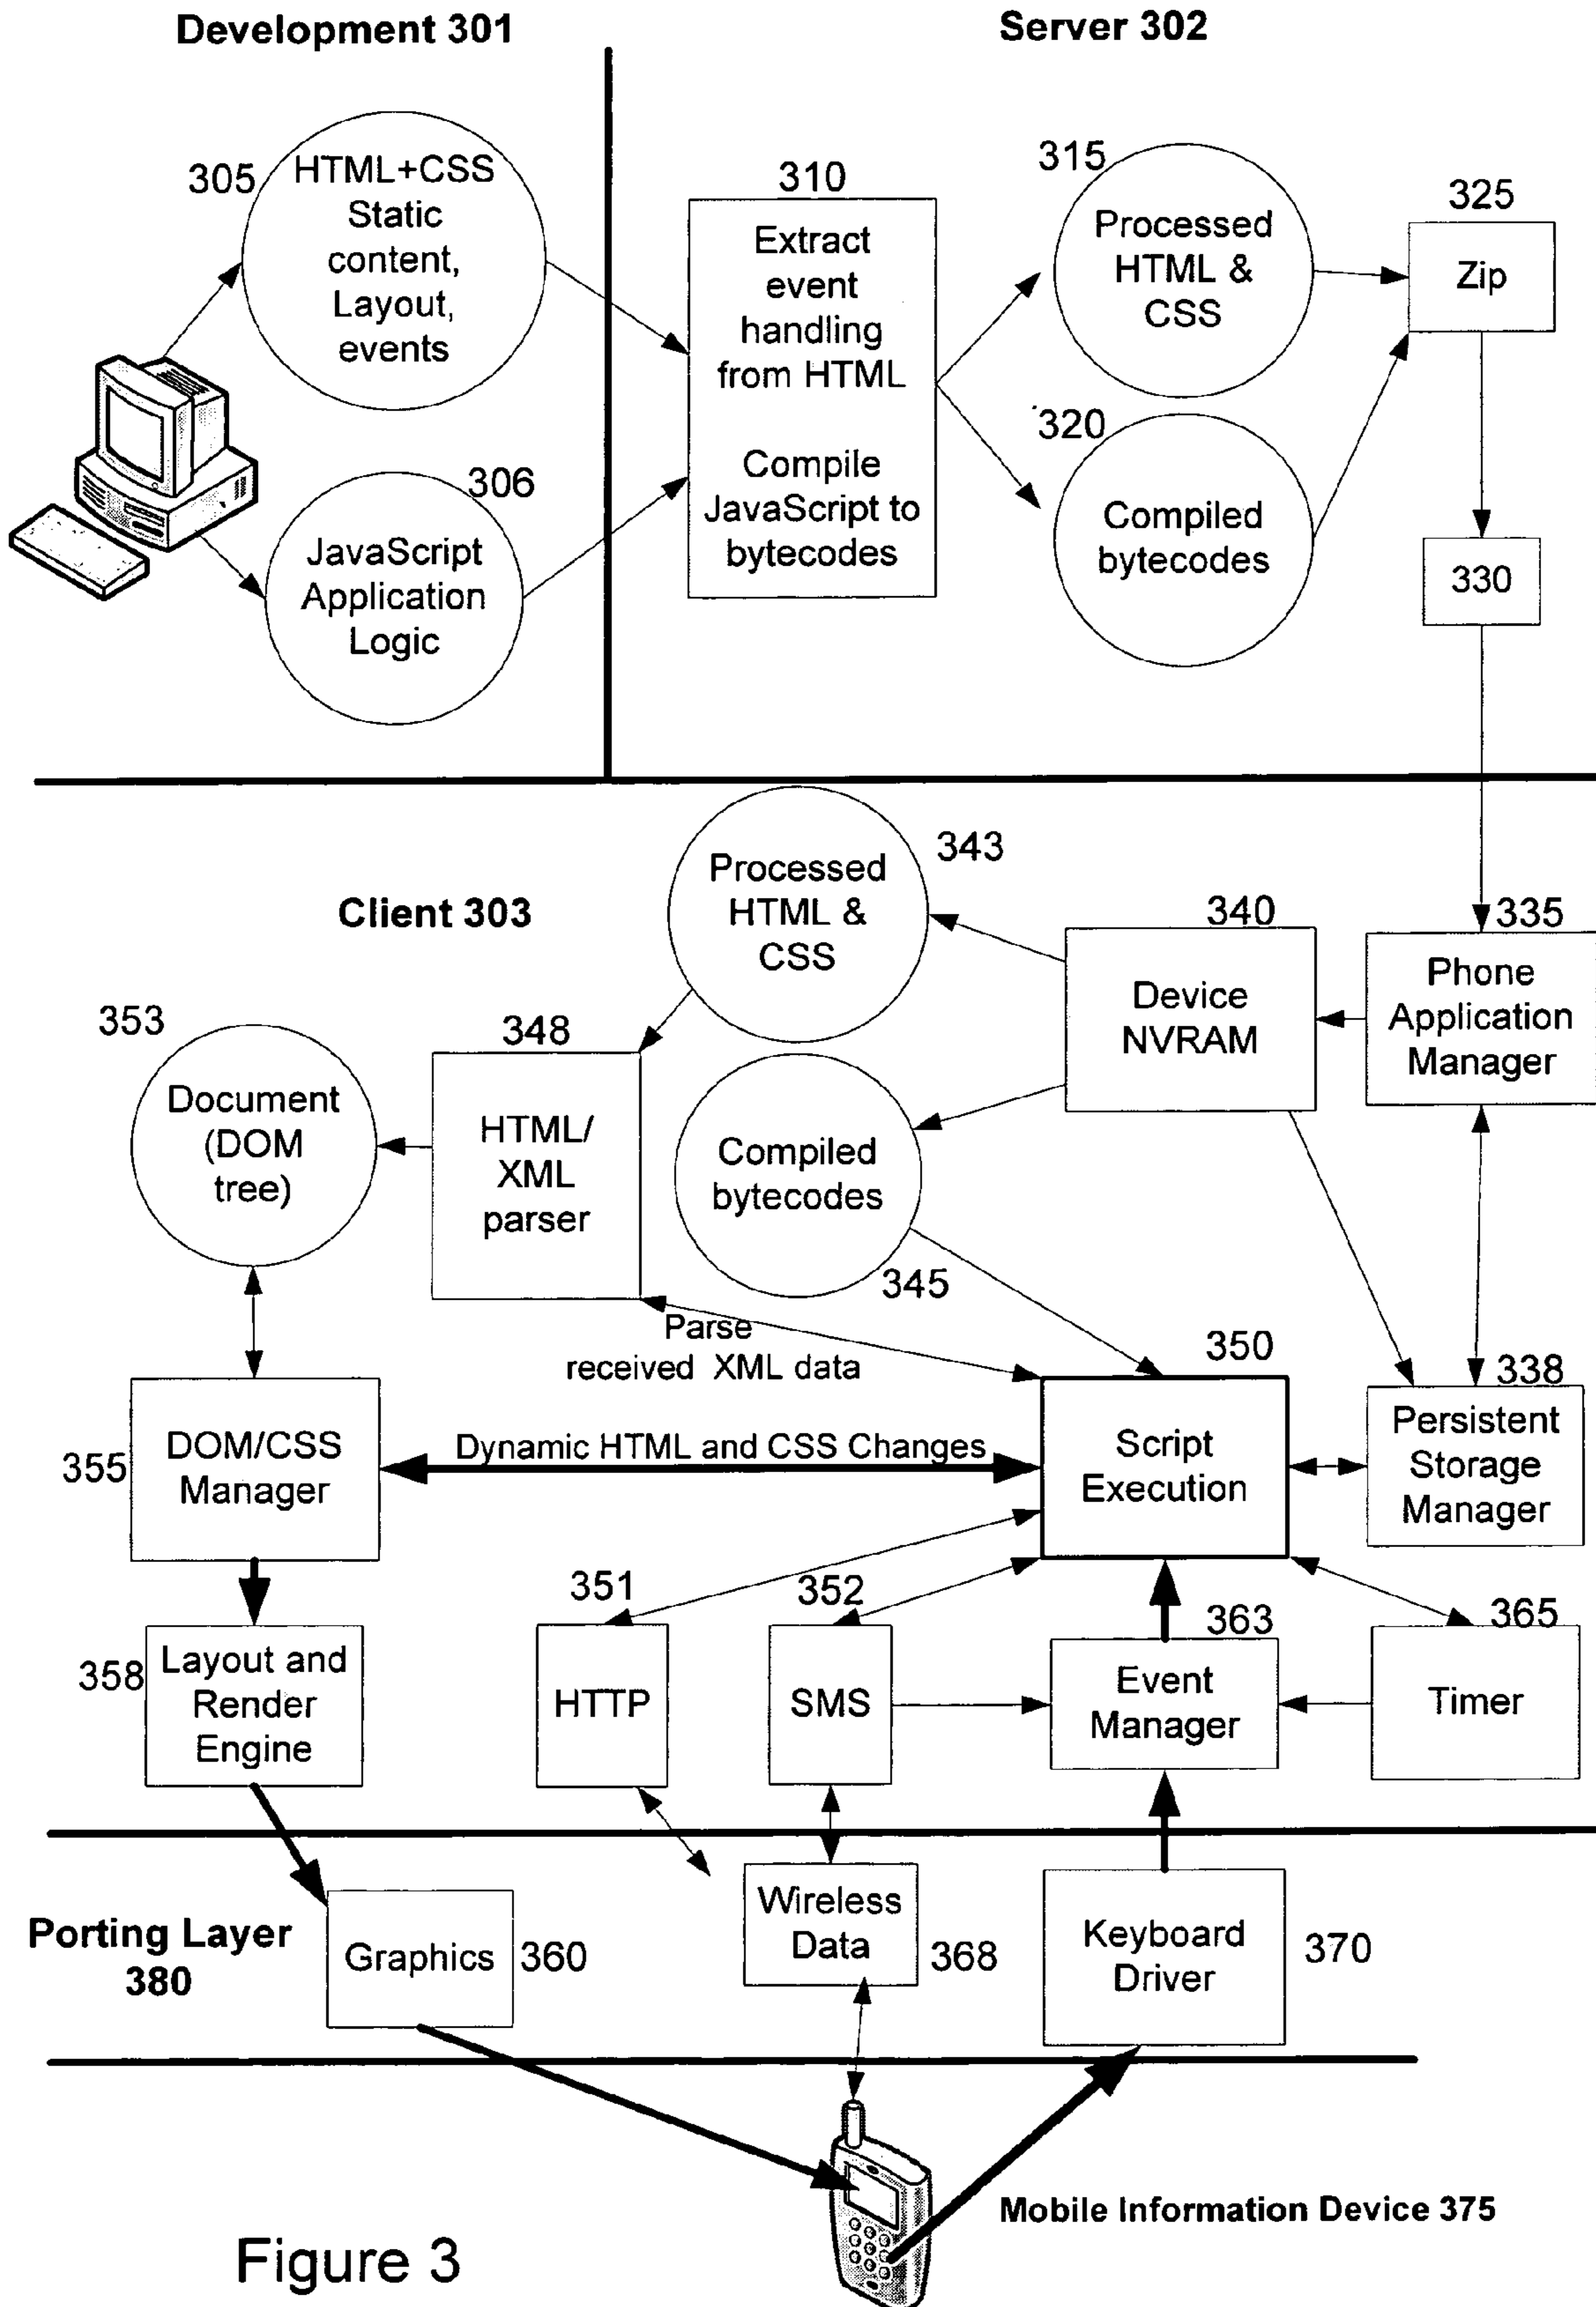 Development 301
Server 302
305
HTML+CSS
Static
content,
Layout,
events
306
JavaScript
Application
Logic
310
Extract
event
handling
from HTML
Compile
JavaScript to
bytecodes
315
Processed
HTML &
CSS
320
Compiled
bytecodes
325
Zip
330
Client 303
343
Processed
HTML &
CSS
340
Device
NVRAM
335
Phone
Application
Manager
353
Document
(DOM
tree)
348
HTML/
XML
parser
Compiled
bytecodes
345
Parse
received XML data
350
Script
Execution
338
Persistent
Storage
Manager
355
DOM/CSS
Manager
Dynamic HTML and CSS Changes
358
Layout and
Render
Engine
351
HTTP
352
SMS
363
Event
Manager
365
Timer
Porting Layer
380
Graphics
360
Wireless
Data
368
Keyboard
Driver
370
Mobile Information Device 375
Figure 3